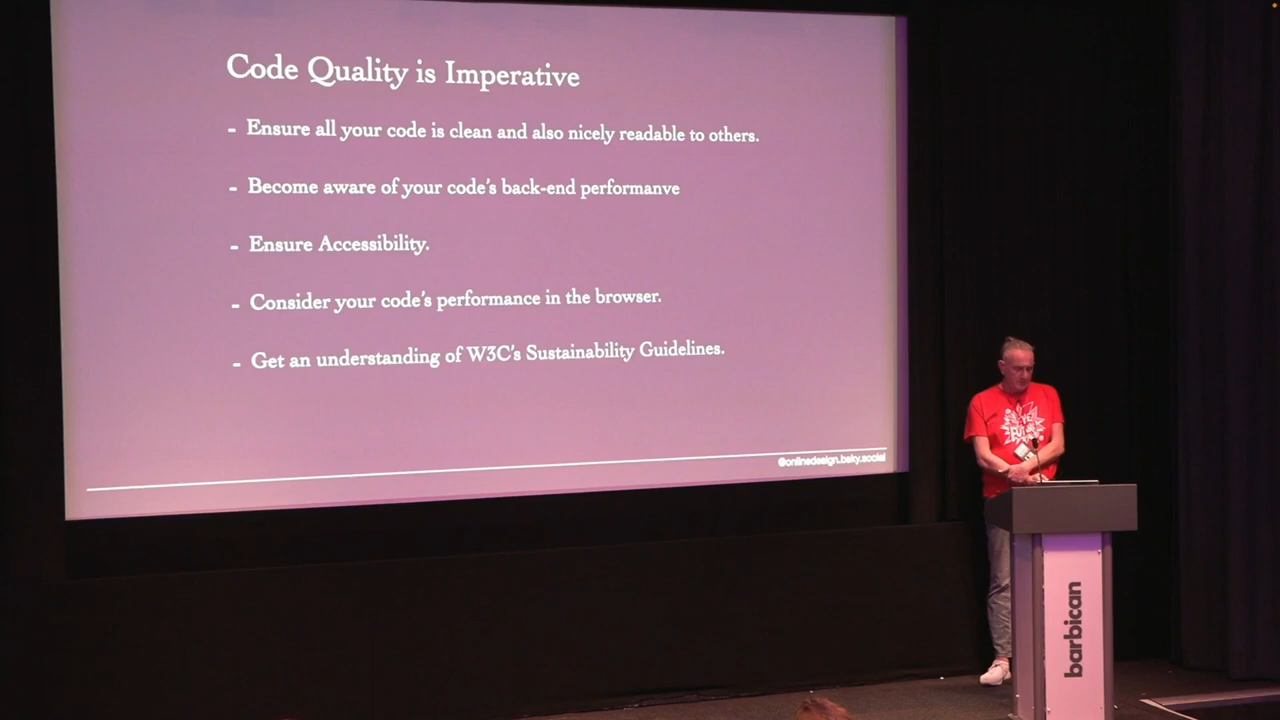 Code Quality is Imperative
- Ensure all your code is clean and also nicely readable to others.
- Become aware of your code's back-end performanve
- Ensure Accessibility.
- Consider your code's performance in the browser.
- Get an understanding of W3C's Sustainability Guidelines.
@onlinedesign.bsky.social
barbican